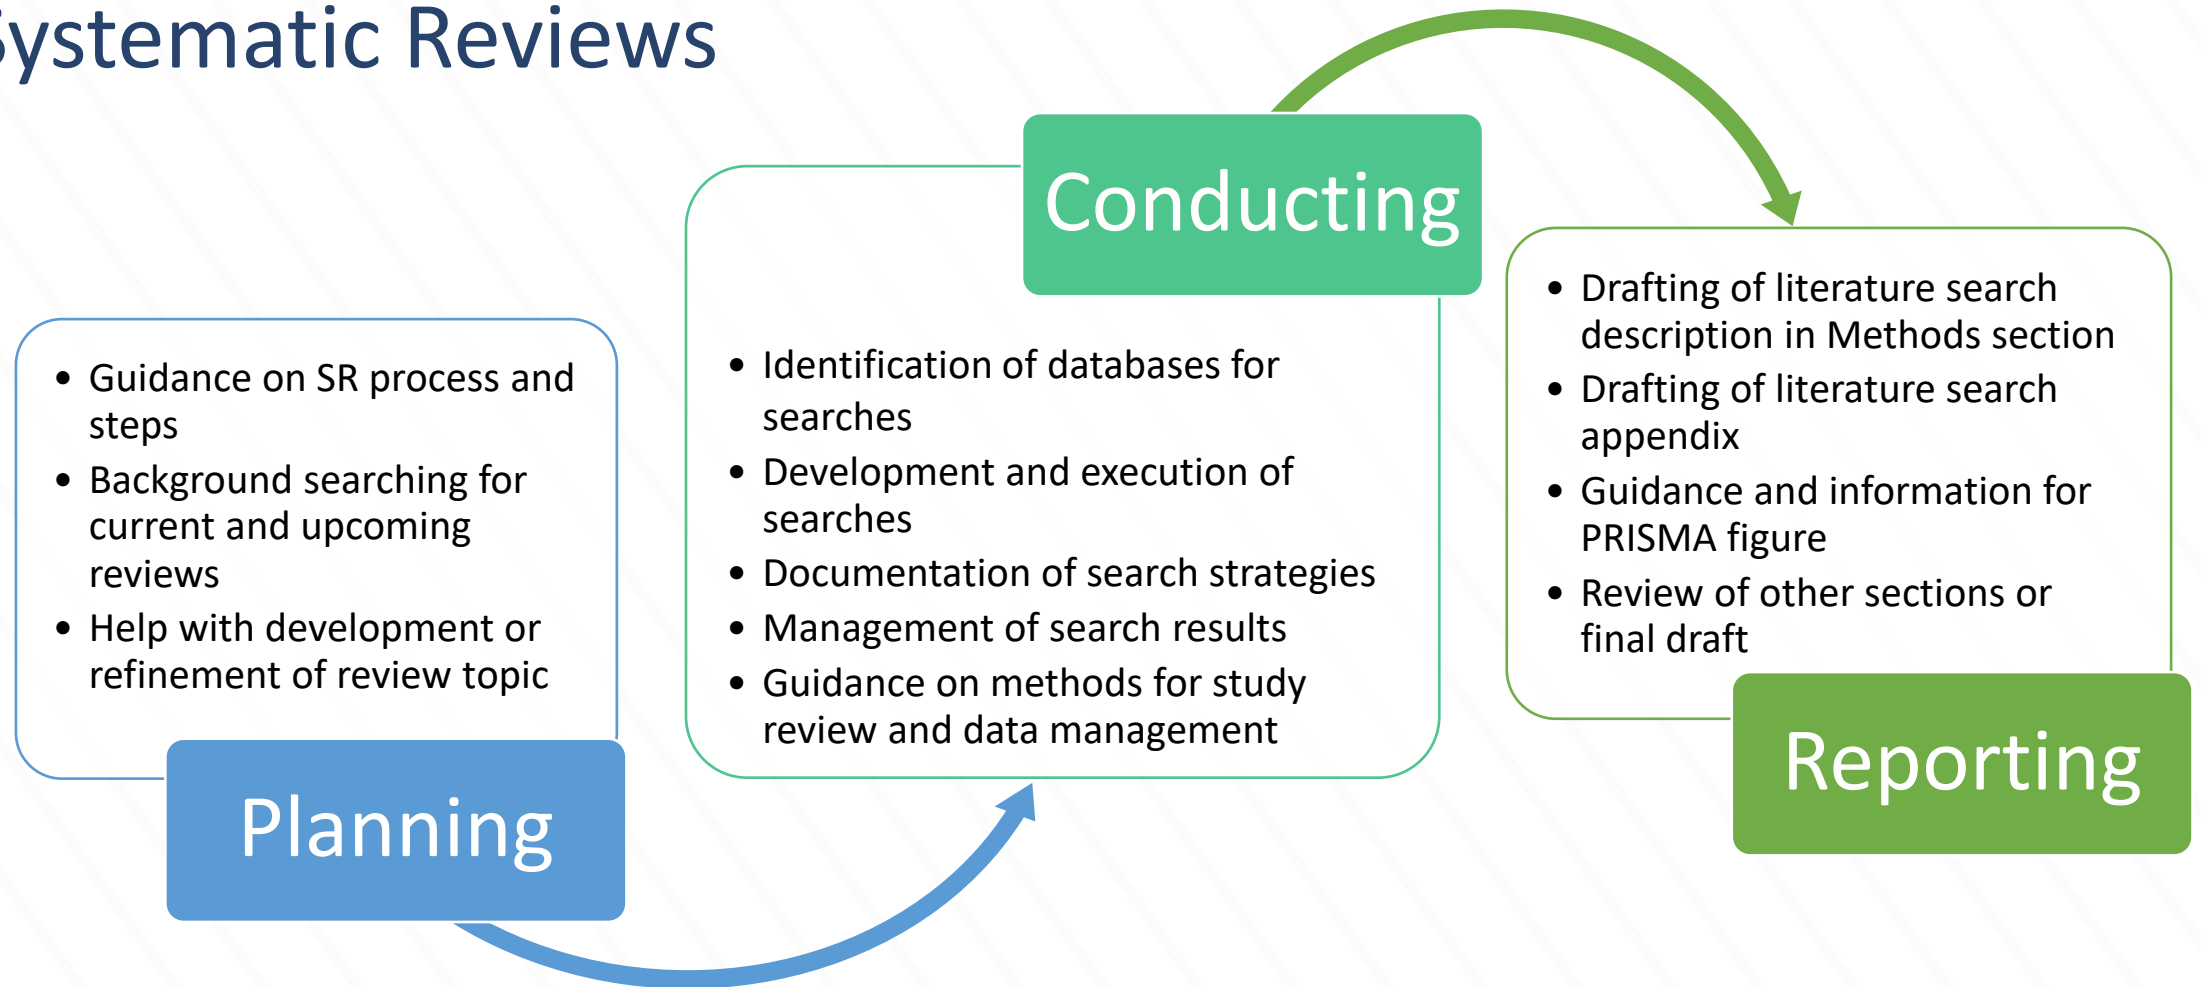 ystematic Reviews
• Guidance on SR process and
steps
• Background searching for
current and upcoming
reviews
• Help with development or
refinement of review topic
Planning
Conducting
• Identification of databases for
searches
• Development and execution of
searches
• Documentation of search strategies
• Management of search results
• Guidance on methods for study
review and data management
• Drafting of literature search
description in Methods section
• Drafting of literature search
appendix
• Guidance and information for
PRISMA figure
• Review of other sections or
final draft
Reporting